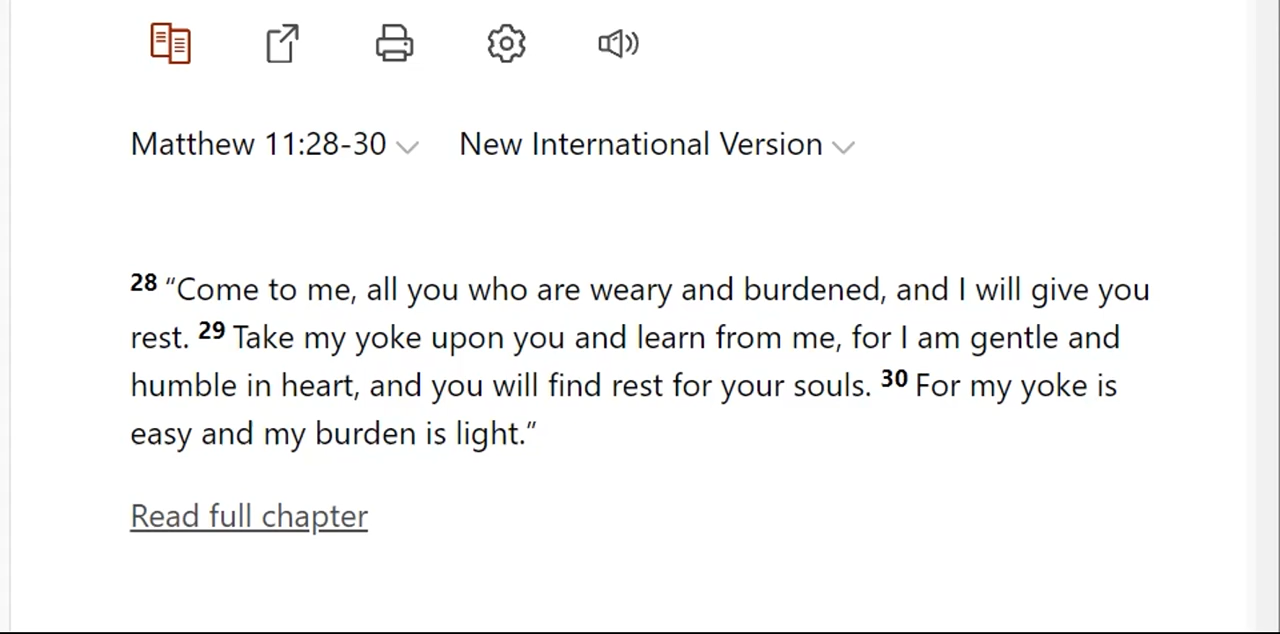 Matthew 11:28-30 New International Version
28 “Come to me, all you who are weary and burdened, and I will give you
rest. 29 Take my yoke upon you and learn from me, for I am gentle and
humble in heart, and you will find rest for your souls. 30 For my yoke is
easy and my burden is light.”
Read full chapter